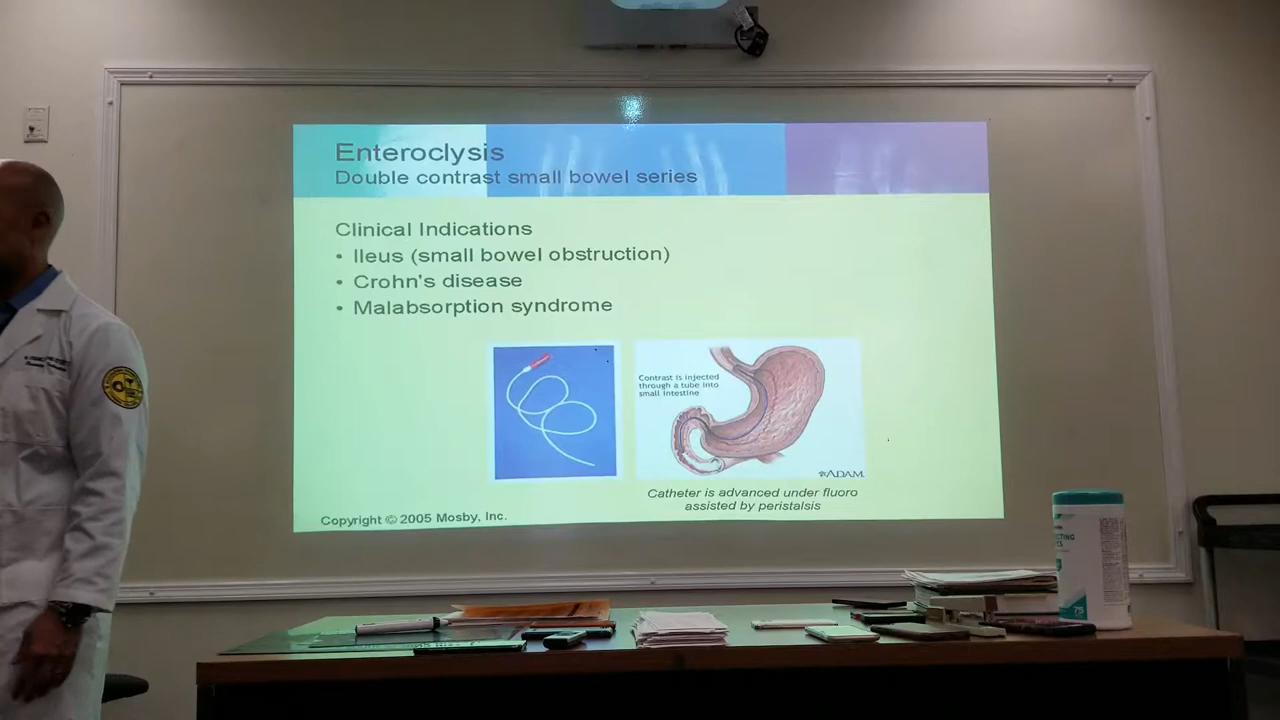 Enteroclysis
Double contrast small bowel series
Clinical Indications
• Ileus (small bowel obstruction)
• Crohn's disease
• Malabsorption syndrome
Contrast is injected
through a tube into
small intestine
ADAM.
Catheter is advanced under fluoro
assisted by peristalsis
Copyright © 2005 Mosby, Inc.
75